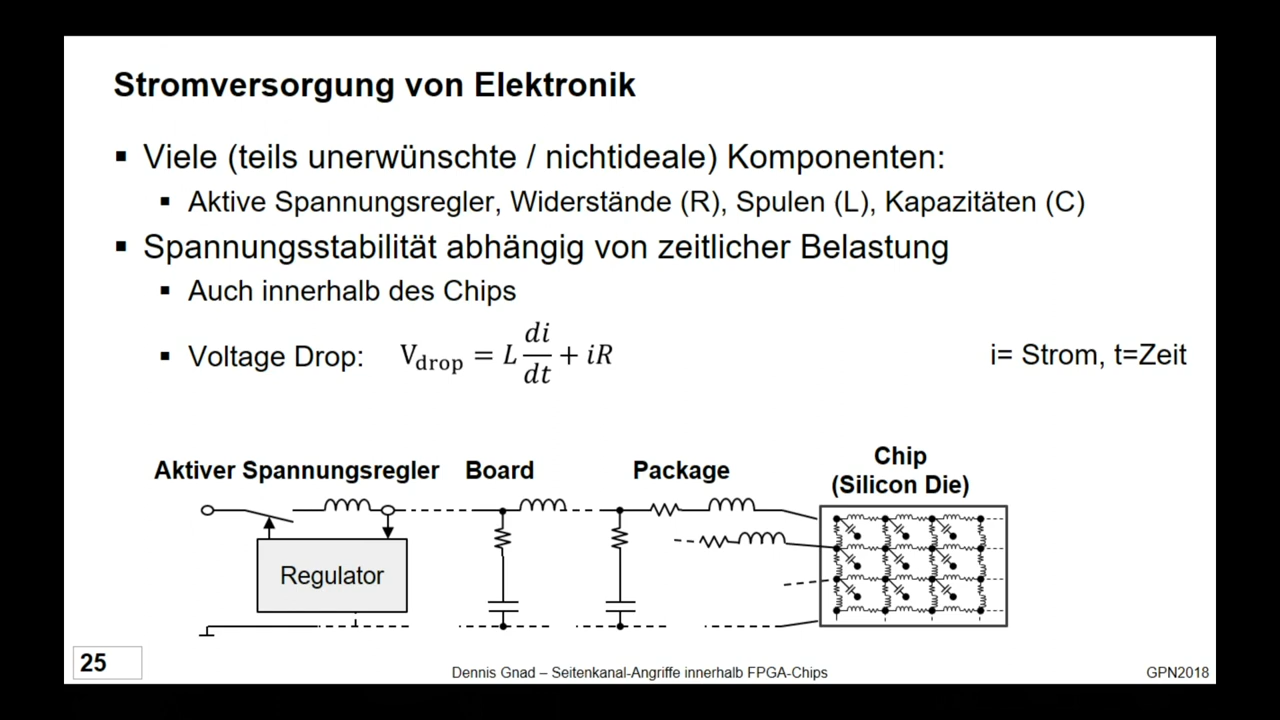 Stromversorgung von Elektronik
▪ Viele (teils unerwünschte / nichtideale) Komponenten:
▪ Aktive Spannungsregler, Widerstände (R), Spulen (L), Kapazitäten (C)
▪ Spannungsstabilität abhängig von zeitlicher Belastung
▪ Auch innerhalb des Chips
▪ Voltage Drop: V_drop = L di/dt + iR i= Strom, t=Zeit
Aktiver Spannungsregler Board Package Chip
(Silicon Die)
Regulator
25
Dennis Gnad – Seitenkanal-Angriffe innerhalb FPGA-Chips GPN2018